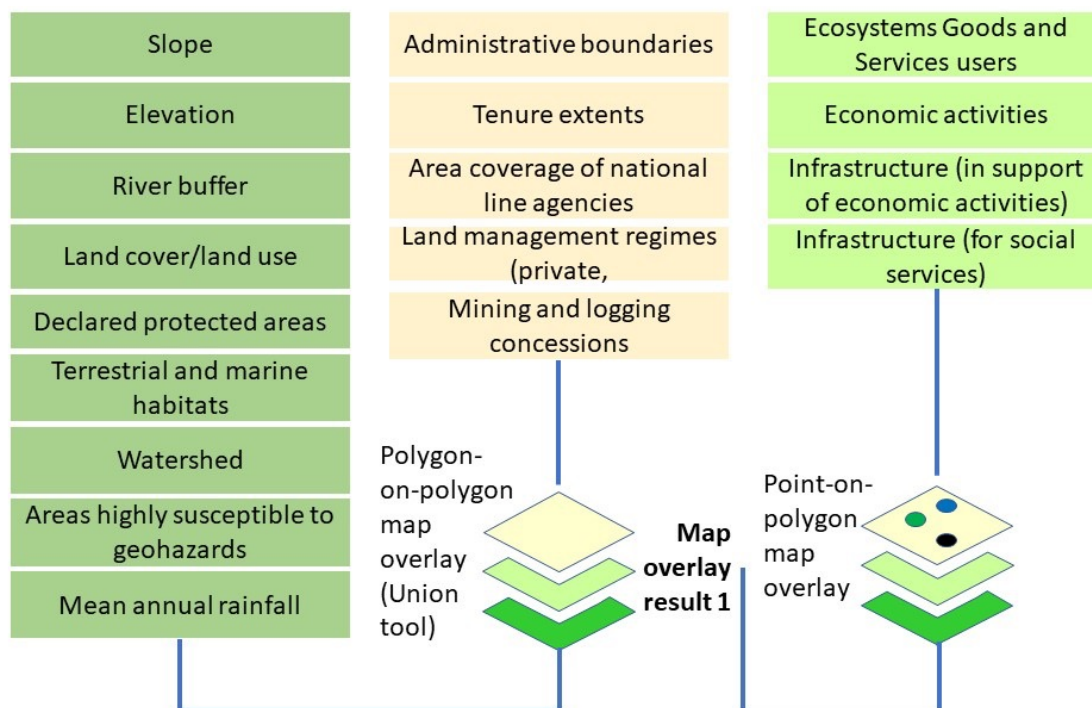 Slope
Elevation
River buffer
Land cover/land use
Declared protected areas
Terrestrial and marine
habitats
Watershed
Areas highly susceptible to
geohazards
Mean annual rainfall
Administrative boundaries
Tenure extents
Area coverage of national
line agencies
Land management regimes
(private,
Mining and logging
concessions
Polygon-
on-polygon
map
overlay
(Union
tool)
Map
overlay
result 1
Ecosystems Goods and
Services users
Economic activities
Infrastructure (in support
of economic activities)
Infrastructure (for social
services)
Point-on-
polygon
map
overlay